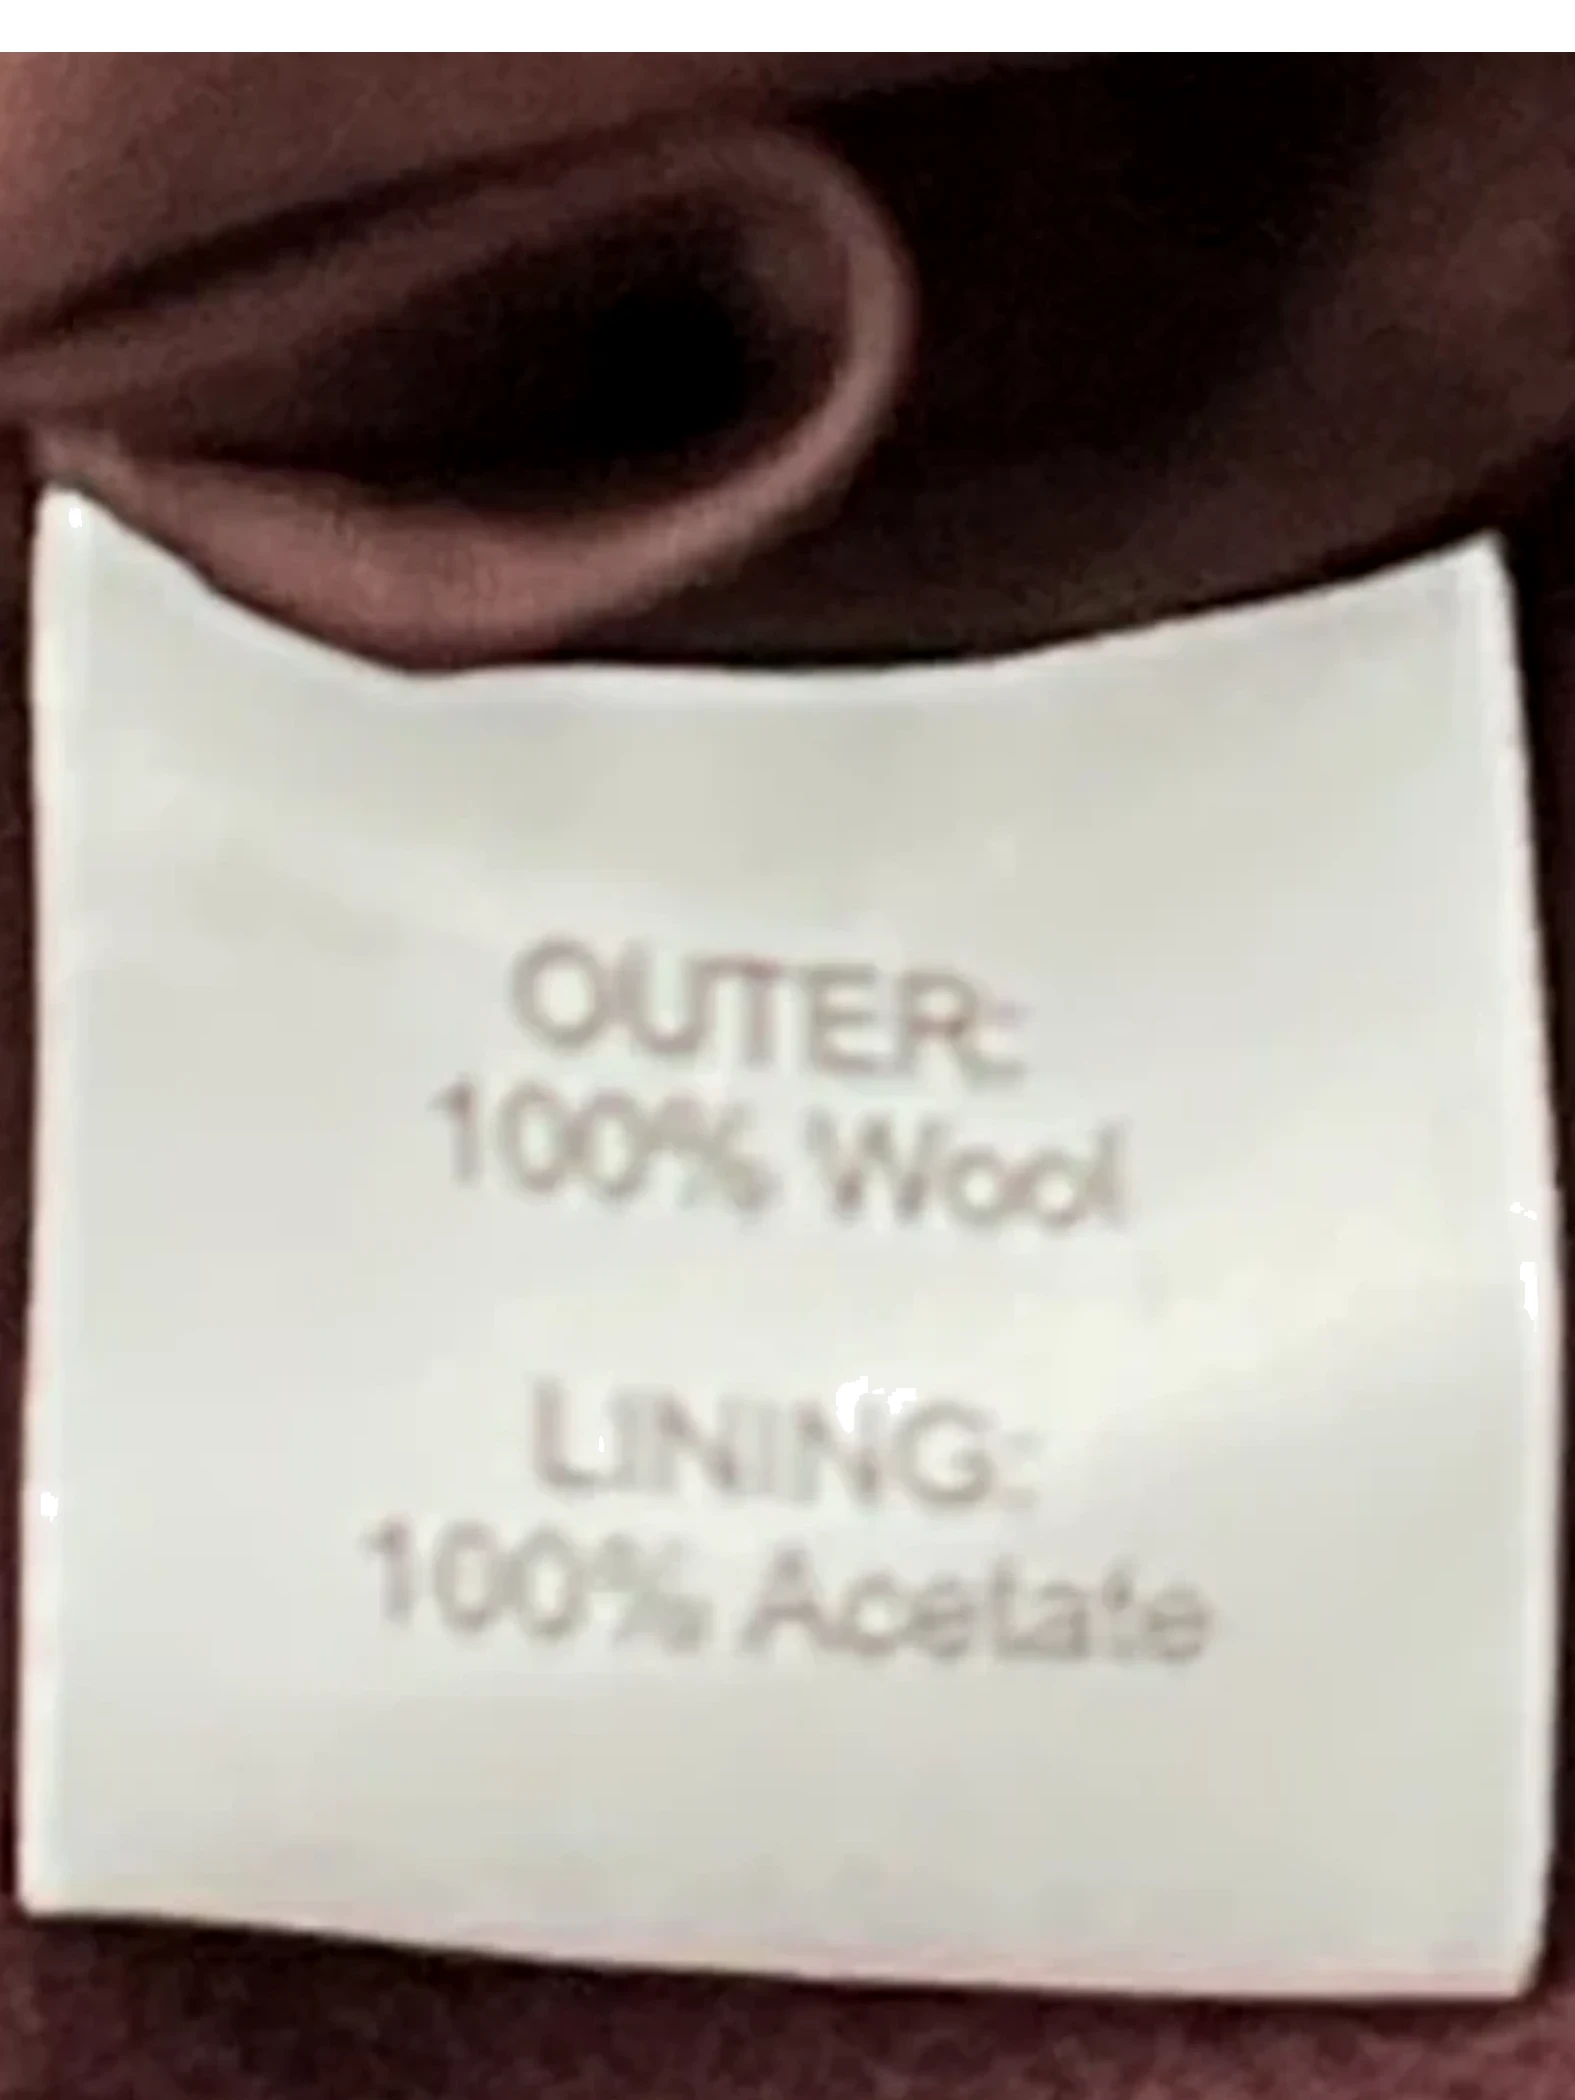 OUTER:
100% Wool
LINING:
100% Acetate